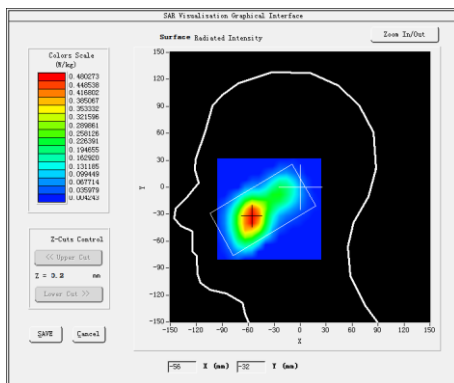 SAR Visualisation Graphical Interface
Surface Radiated Intensity
Zoom In/Out
Colors Scale
(W/kg)
0.480273
0.448538
0.416802
0.385067
0.353332
0.321596
0.289861
0.258126
0.226391
0.194655
0.162920
0.131185
0.099449
0.067714
0.035979
0.004243
Z-Cuts Control
<< Upper Cut
Z = 3.2 mm
Lower Cut >>
SAVE
Cancel
150
120
90
60
30
0
-30
-60
-90
-120
-150
Y
-150 -120 -90 -60 -30 0 30 60 90 120 150
X
-56 X (mm) -32 Y (mm)